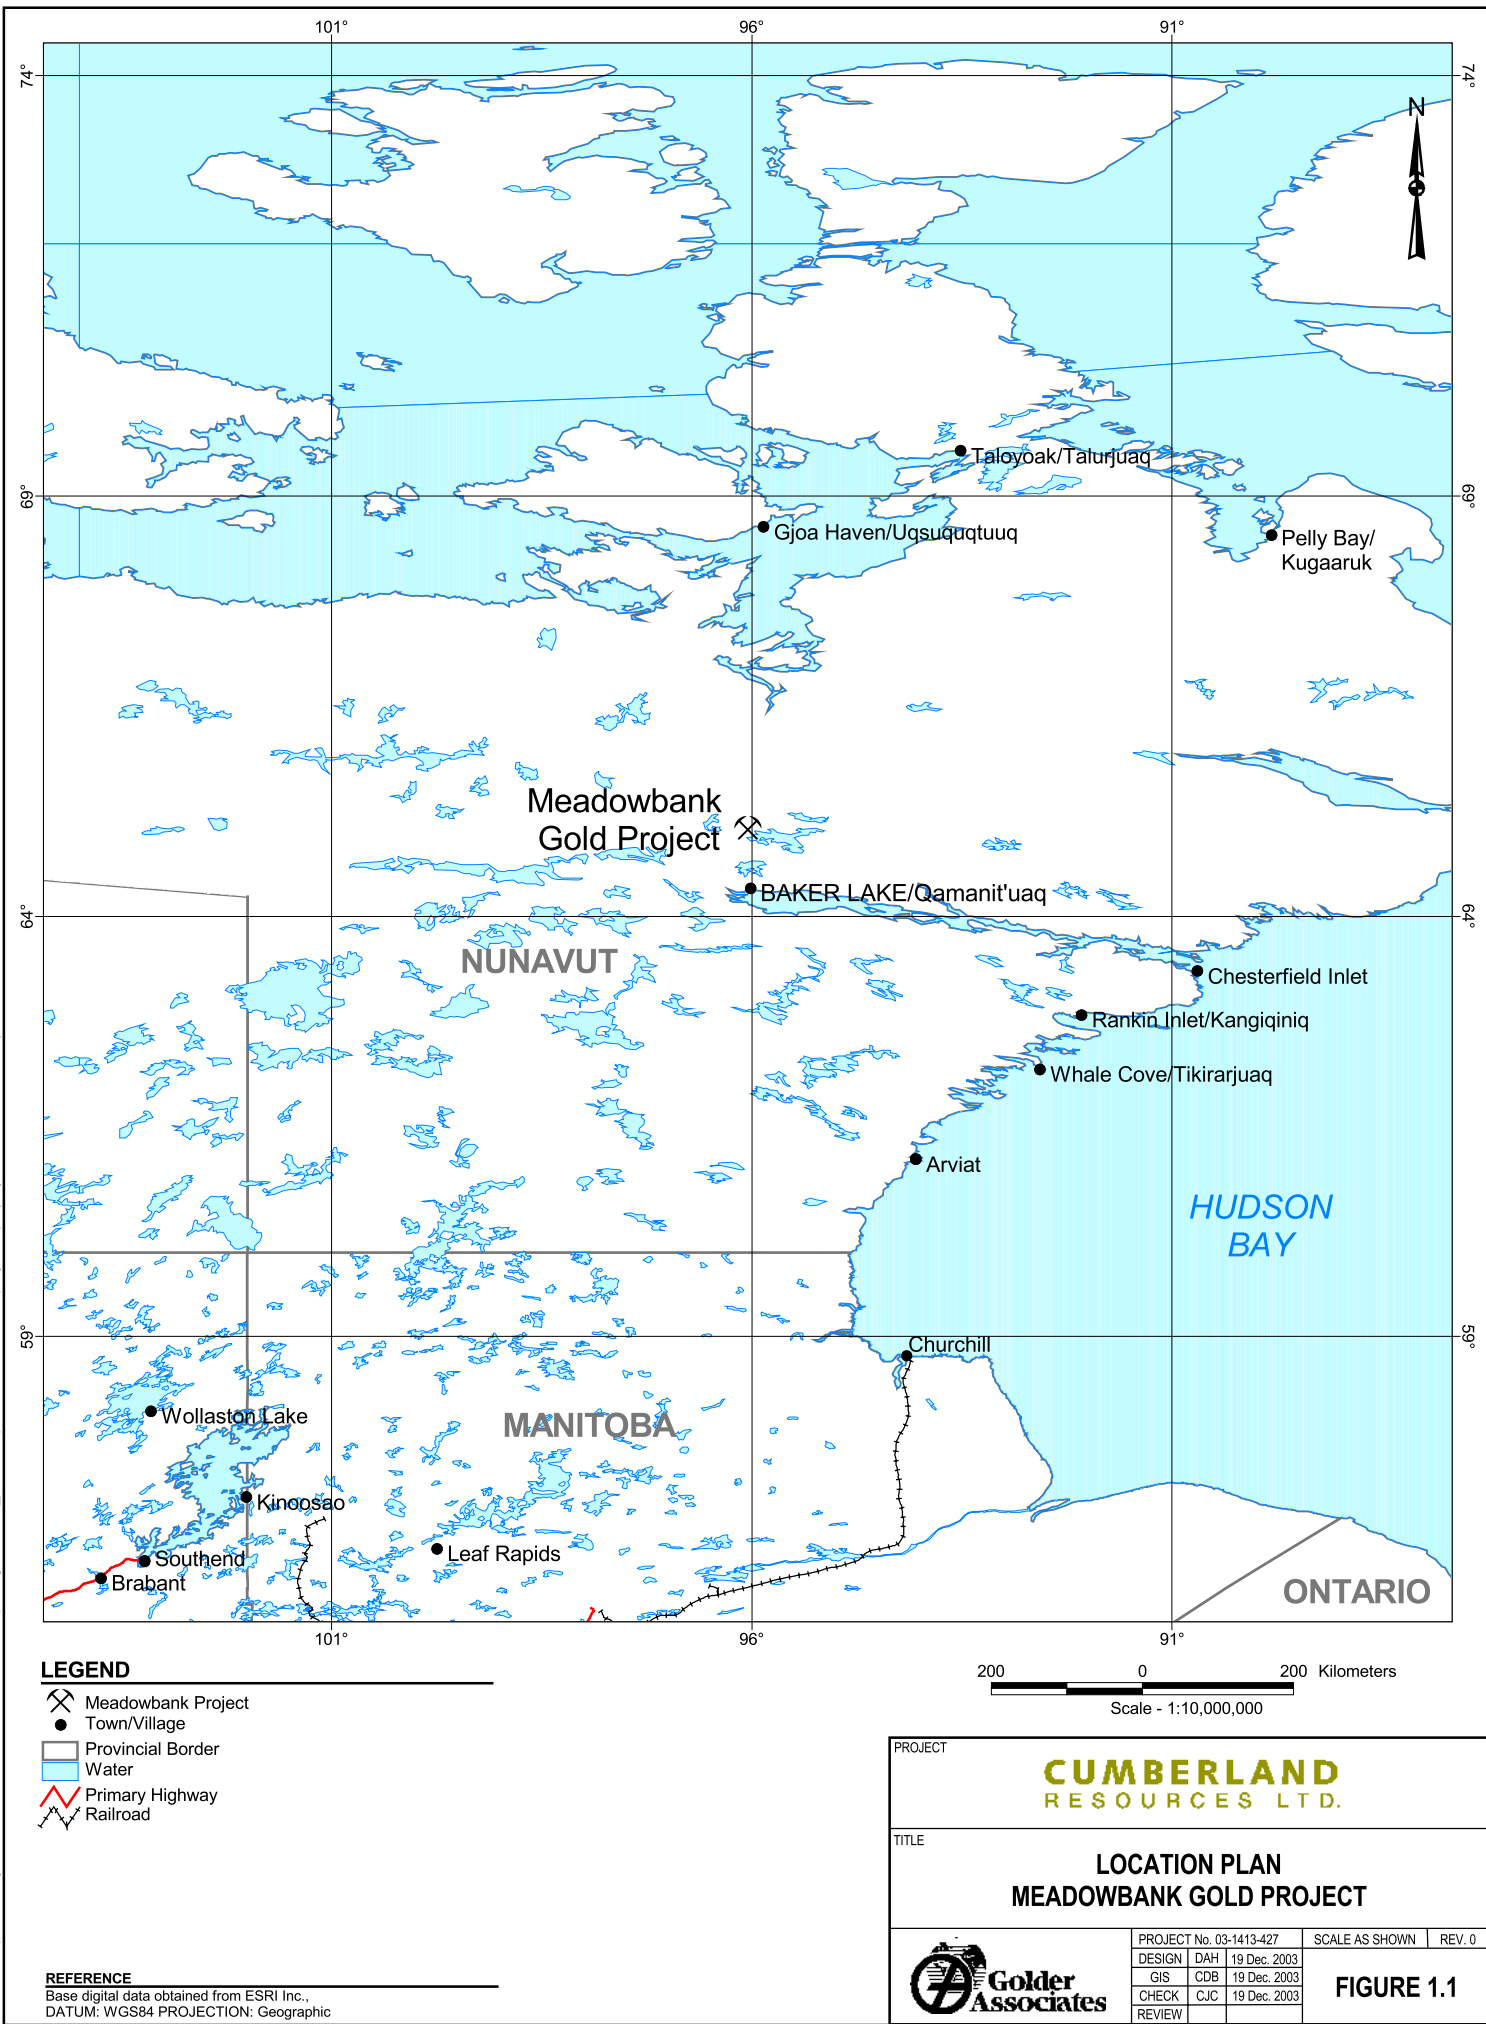 101°
96°
91°
74°
74°
N
Taloyoak/Talurjuaq
69°
69°
Gjoa Haven/Uqsuquqtuuq
Pelly Bay/
Kugaaruk
Meadowbank
Gold Project
BAKER LAKE/Qamanit'uaq
64°
64°
NUNAVUT
Chesterfield Inlet
Rankin Inlet/Kangiqiniq
Whale Cove/Tikirarjuaq
Arviat
HUDSON
BAY
59°
59°
Churchill
Wollaston Lake
MANITOBA
Kinoosao
Leaf Rapids
Southend
Brabant
ONTARIO
101°
96°
91°
LEGEND
Meadowbank Project
Town/Village
Provincial Border
Water
Primary Highway
Railroad
200 0 200 Kilometers
Scale - 1:10,000,000
PROJECT
CUMBERLAND
RESOURCES LTD.
TITLE
LOCATION PLAN
MEADOWBANK GOLD PROJECT
Golder
Associates
PROJECT No. 03-1413-427 SCALE AS SHOWN REV. 0
DESIGN DAH 19 Dec. 2003
GIS CDB 19 Dec. 2003
CHECK CJC 19 Dec. 2003
REVIEW
FIGURE 1.1
REFERENCE
Base digital data obtained from ESRI Inc.,
DATUM: WGS84 PROJECTION: Geographic